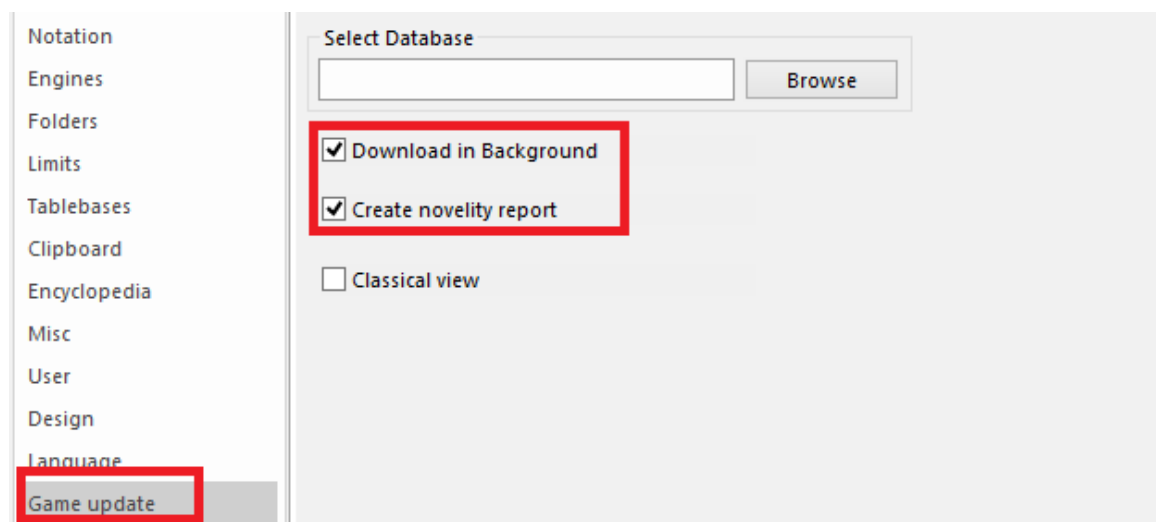 Notation
Engines
Folders
Limits
Tablebases
Clipboard
Encyclopedia
Misc
User
Design
Language
Game update
Select Database
Browse
Download in Background
Create novelity report
Classical view